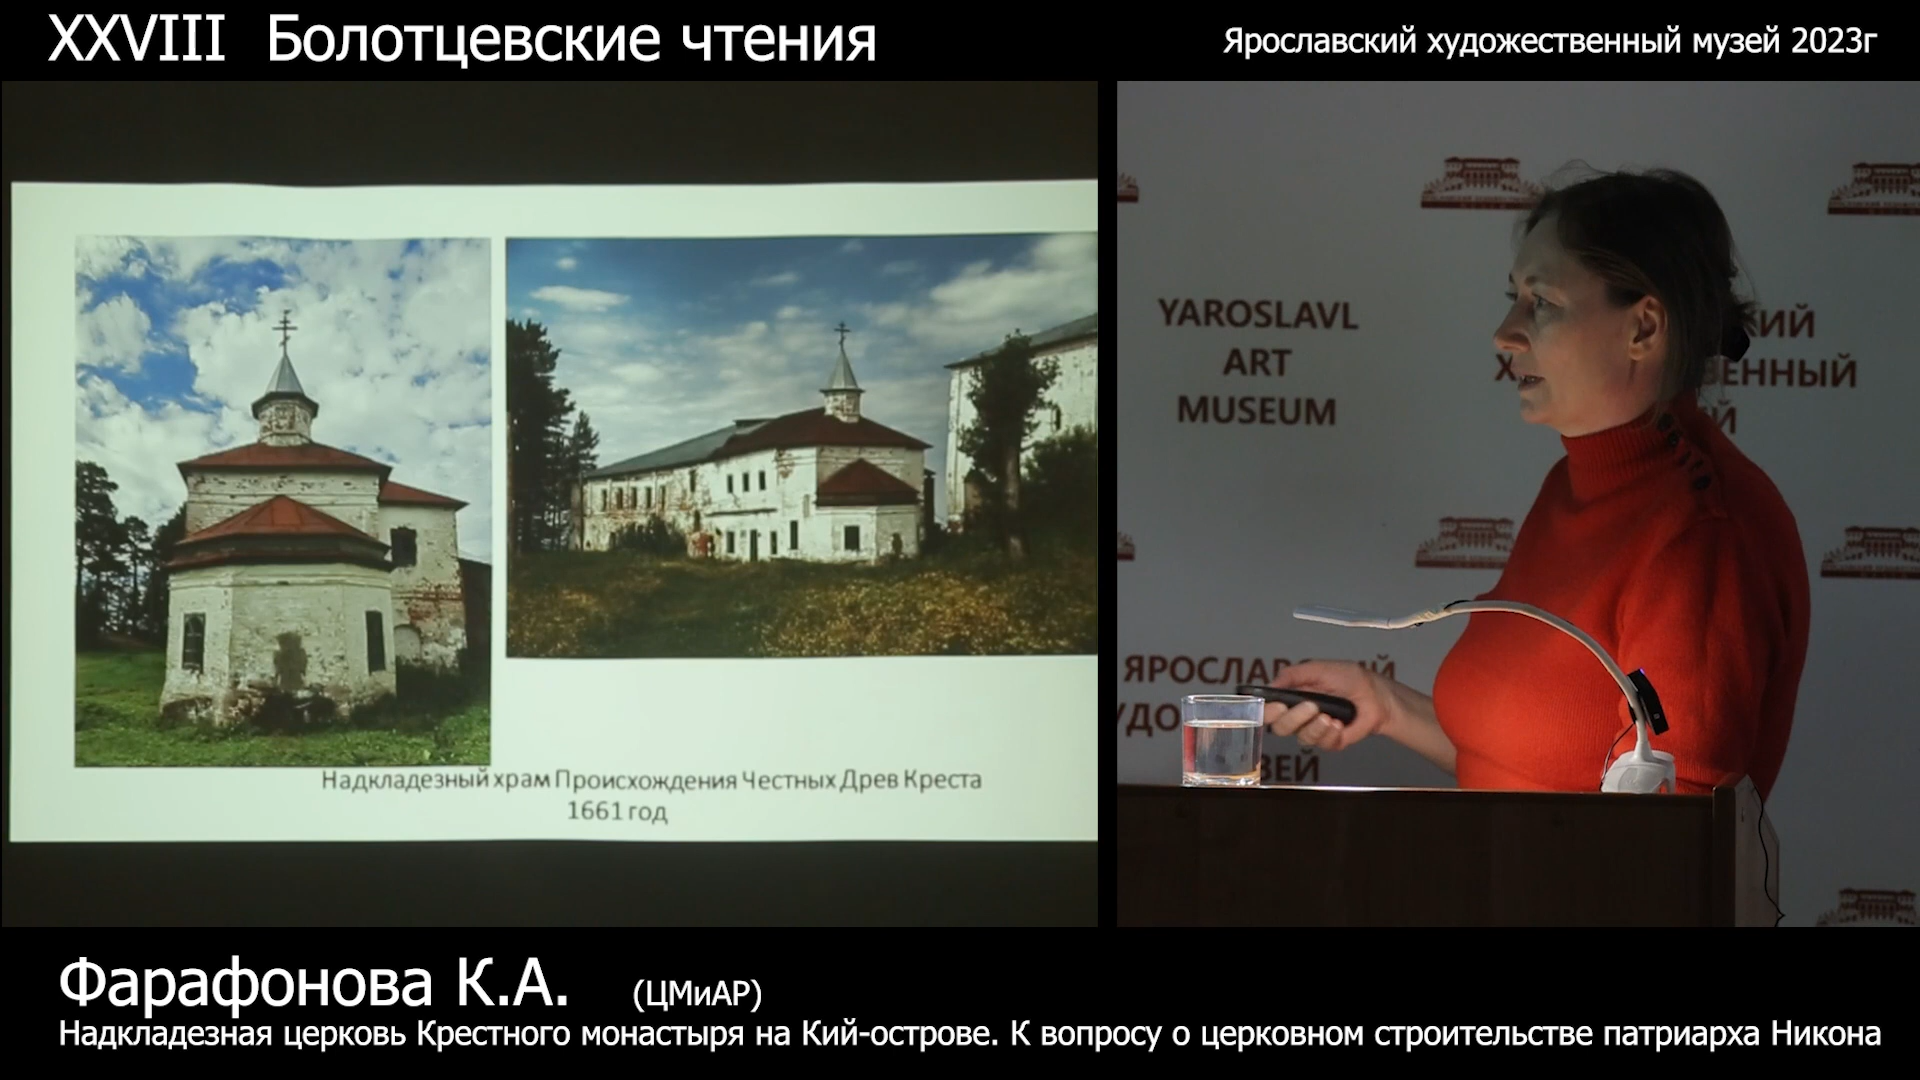 XXVIII Болотцевские чтения
Ярославский художественный музей 2023г
Надкладезный храм Происхождения Честных Древ Креста
1661 год
YAROSLAVL
ART
MUSEUM
ЯРОСЛАВСКИЙ
Фарафонова К.А. (ЦМиАР)
Надкладезная церковь Крестного монастыря на Кий-острове. К вопросу о церковном строительстве патриарха Никона